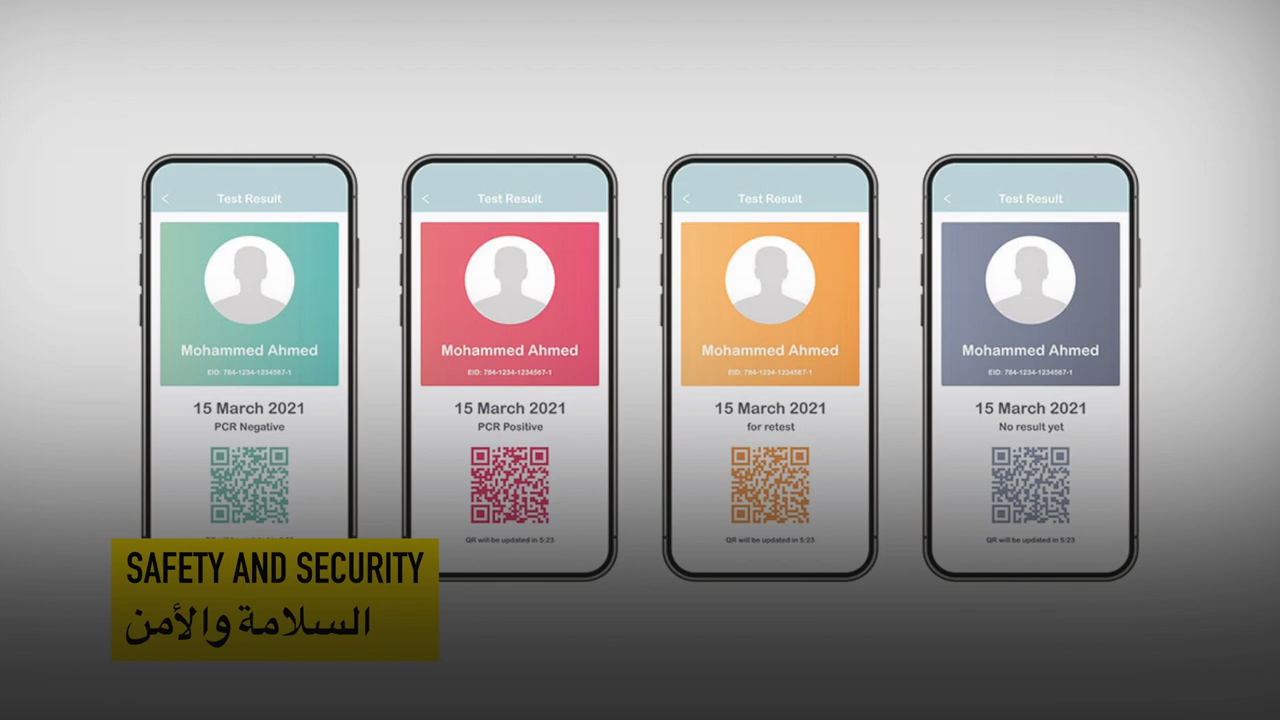 Test Result
Mohammed Ahmed
EID: 784-1234-1234567-1
15 March 2021
PCR Negative
Test Result
Mohammed Ahmed
EID: 784-1234-1234567-1
15 March 2021
PCR Positive
QR will be updated in 5:23
Test Result
Mohammed Ahmed
EID: 784-1234-1234567-1
15 March 2021
for retest
QR will be updated in 5:23
Test Result
Mohammed Ahmed
EID: 784-1234-1234567-1
15 March 2021
No result yet
QR will be updated in 5:23
SAFETY AND SECURITY
السلامة والأمن